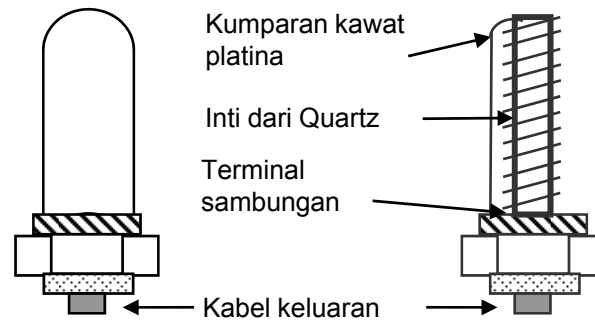 Kumparan kawat
platina
Inti dari Quartz
Terminal
sambungan
Kabel keluaran